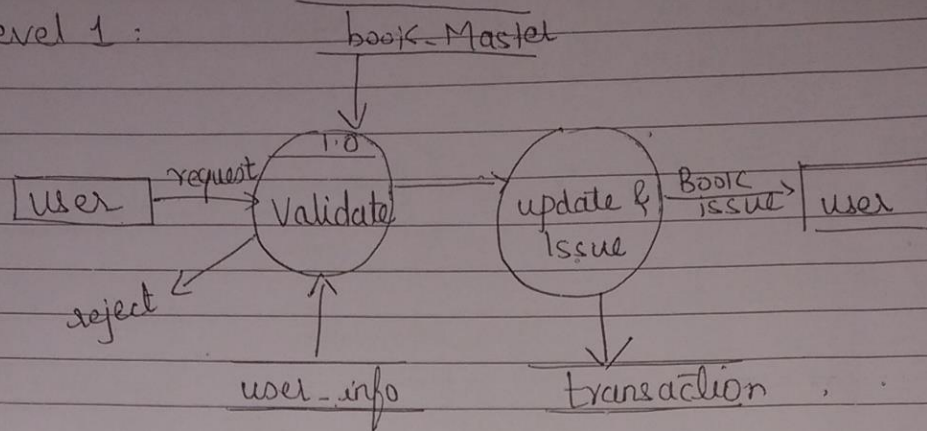 evel 1 :
book_Master
1.0
request
user
Validate
update &
Issue
Book
issue
user
reject
user_info
transaction